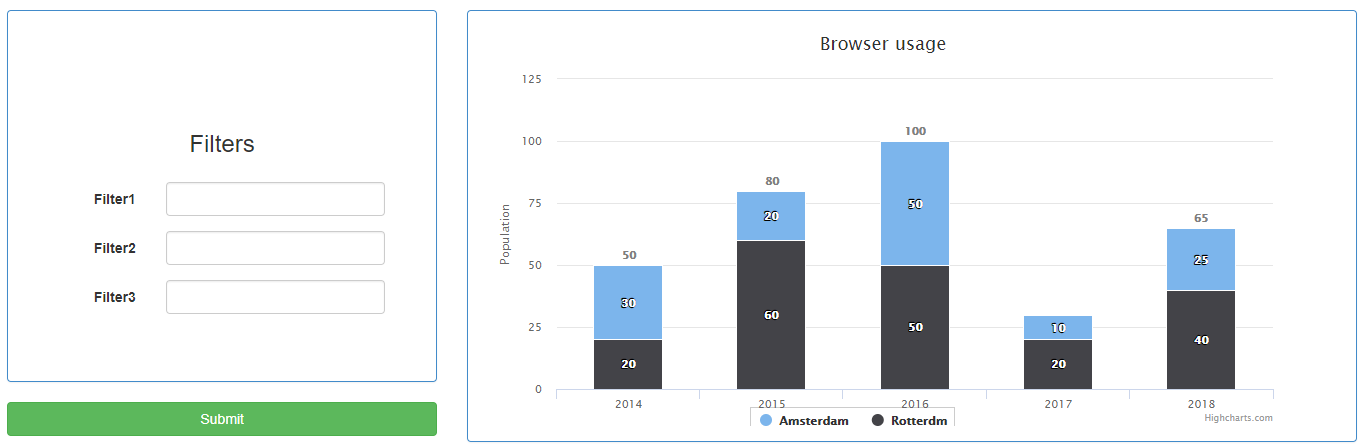 Filters
Filter1
Filter2
Filter3
Submit
Browser usage
Population
125
100
75
50
25
0
50
30
20
80
20
60
100
50
50
10
20
65
25
40
2014
2015
2016
2017
2018
Amsterdam
Rotterdm
Highcharts.com